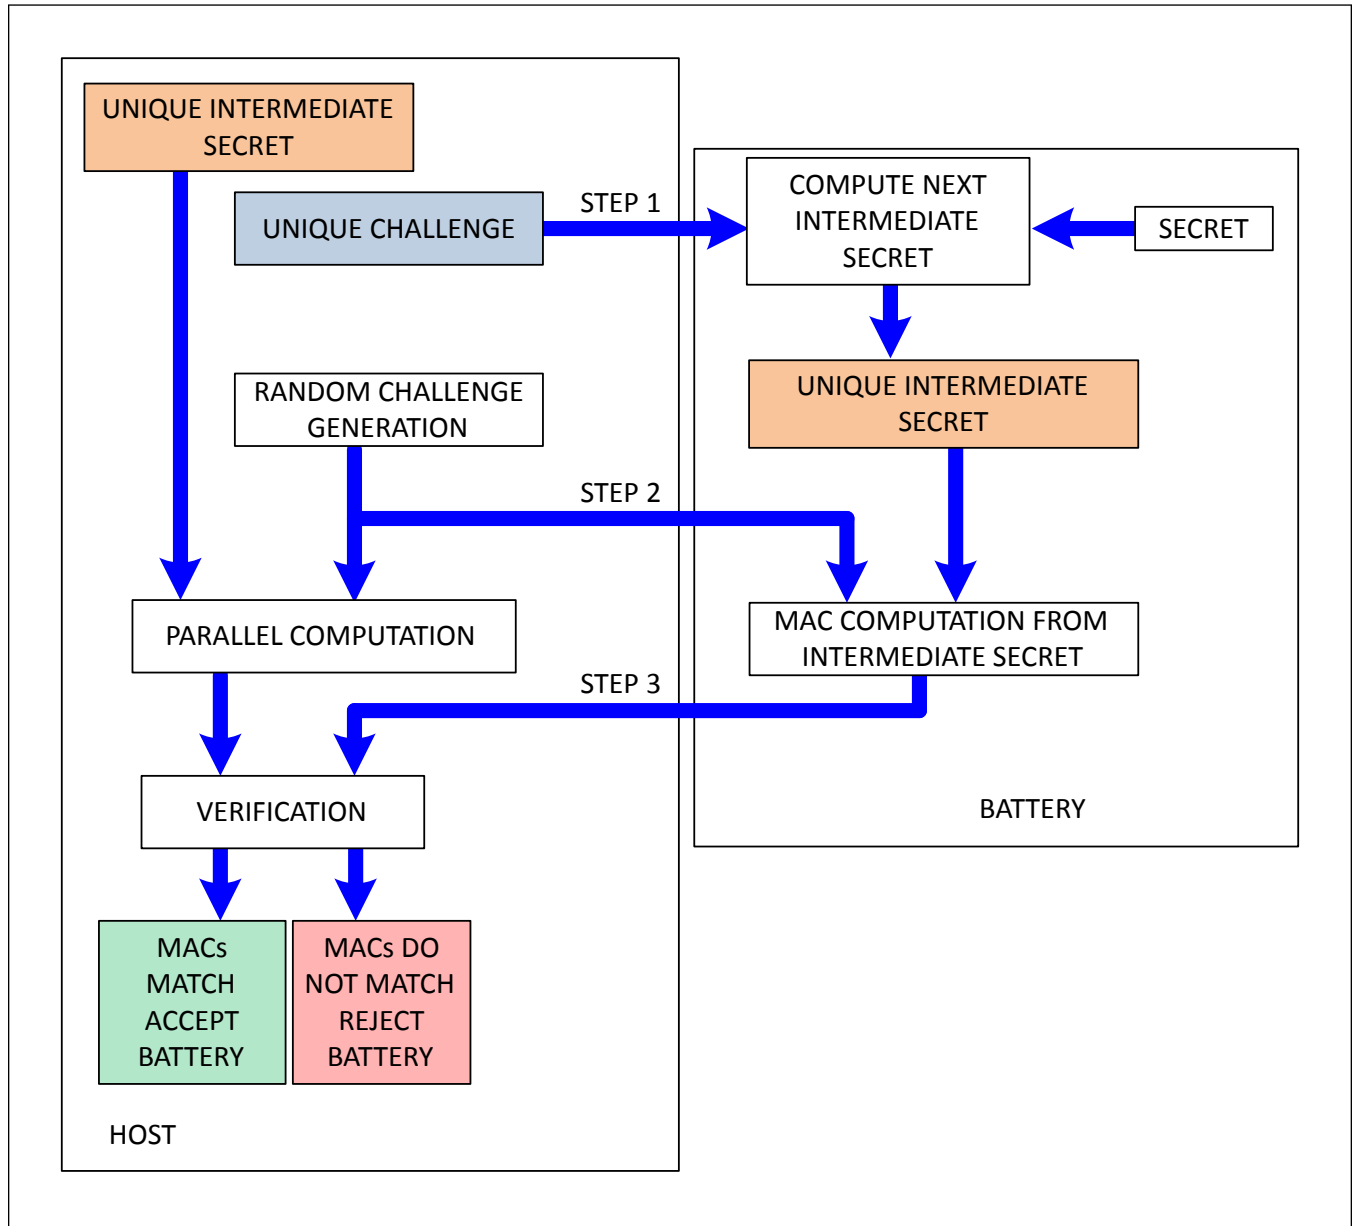 UNIQUE INTERMEDIATE
SECRET
UNIQUE CHALLENGE
STEP 1
COMPUTE NEXT
INTERMEDIATE
SECRET
SECRET
RANDOM CHALLENGE
GENERATION
UNIQUE INTERMEDIATE
SECRET
STEP 2
PARALLEL COMPUTATION
MAC COMPUTATION FROM
INTERMEDIATE SECRET
STEP 3
VERIFICATION
BATTERY
MACs
MATCH
ACCEPT
BATTERY
MACs DO
NOT MATCH
REJECT
BATTERY
HOST